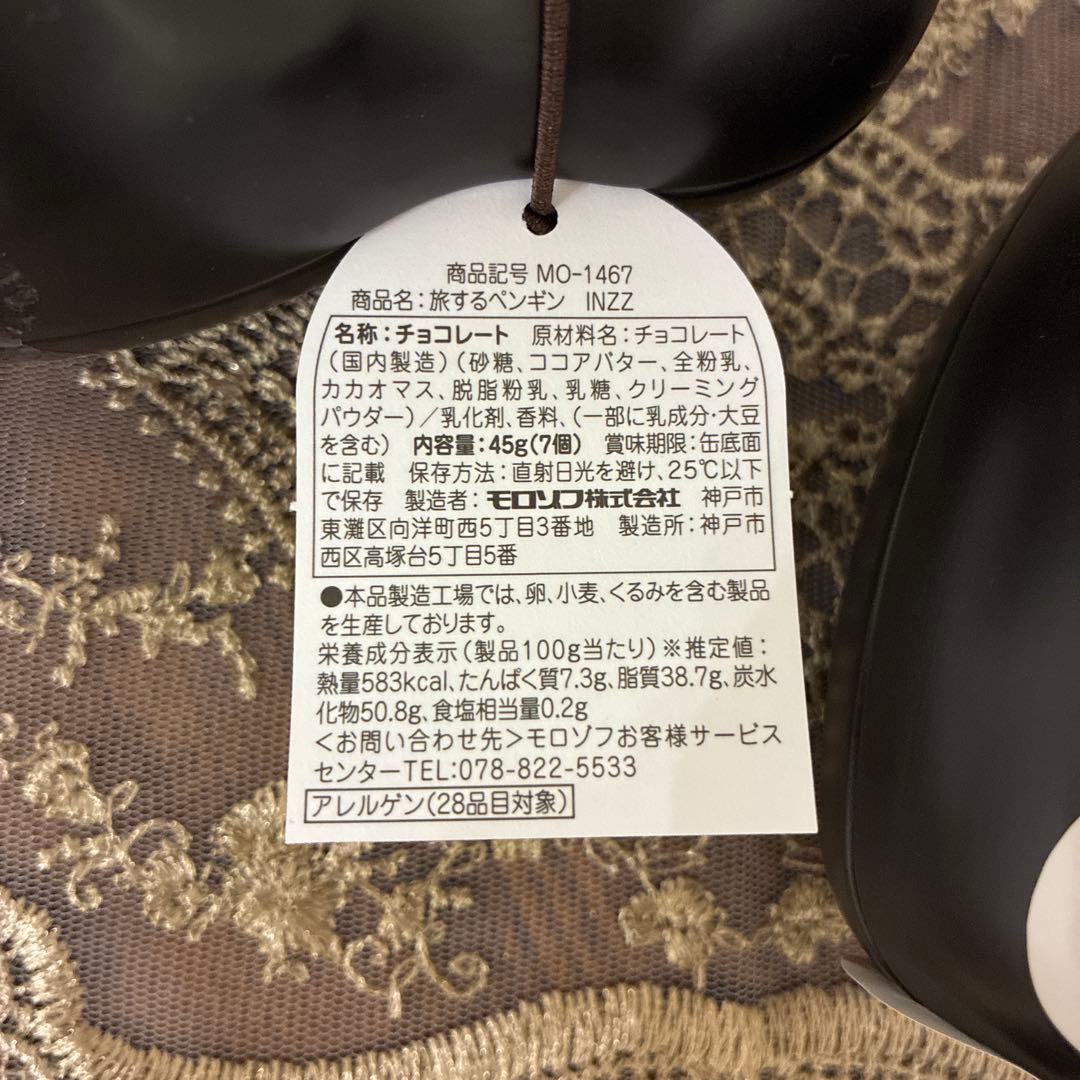 商品記号 MO-1467
商品名：旅するペンギン INZZ
名称：チョコレート 原材料名：チョコレート
（国内製造）（砂糖、ココアバター、全粉乳、
カカオマス、脱脂粉乳、乳糖、クリーミング
パウダー）／乳化剤、香料、（一部に乳成分・大豆
を含む） 内容量：45g(7個) 賞味期限：缶底面
に記載 保存方法：直射日光を避け、25℃以下
で保存 製造者：モロゾフ株式会社 神戸市
東灘区向洋町西5丁目3番地 製造所：神戸市
西区高塚台5丁目5番
●本品製造工場では、卵、小麦、くるみを含む製品
を生産しております。
栄養成分表示（製品100g当たり）※推定値：
熱量583kcal、たんぱく質7.3g、脂質38.7g、炭水
化物50.8g、食塩相当量0.2g
＜お問い合わせ先＞モロゾフお客様サービス
センターTEL:078-822-5533
アレルゲン（28品目対象）